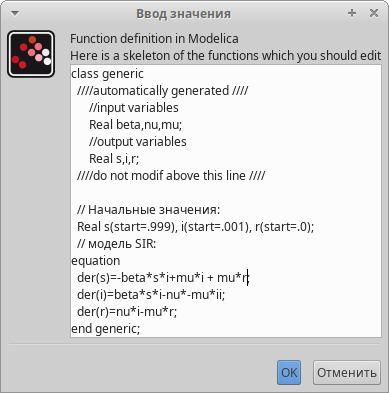 Ввод значения
Function definition in Modelica
Here is a skeleton of the functions which you should edit
class generic
////automatically generated ////
//input variables
Real beta,nu,mu;
//output variables
Real s,i,r;
////do not modif above this line ////
// Начальные значения:
Real s(start=.999), i(start=.001), r(start=.0);
// модель SIR:
equation
der(s)=-beta*s*i+mu*i + mu*r;
der(i)=beta*s*i-nu*-mu*ii;
der(r)=nu*i-mu*r;
end generic;
OK
Отменить